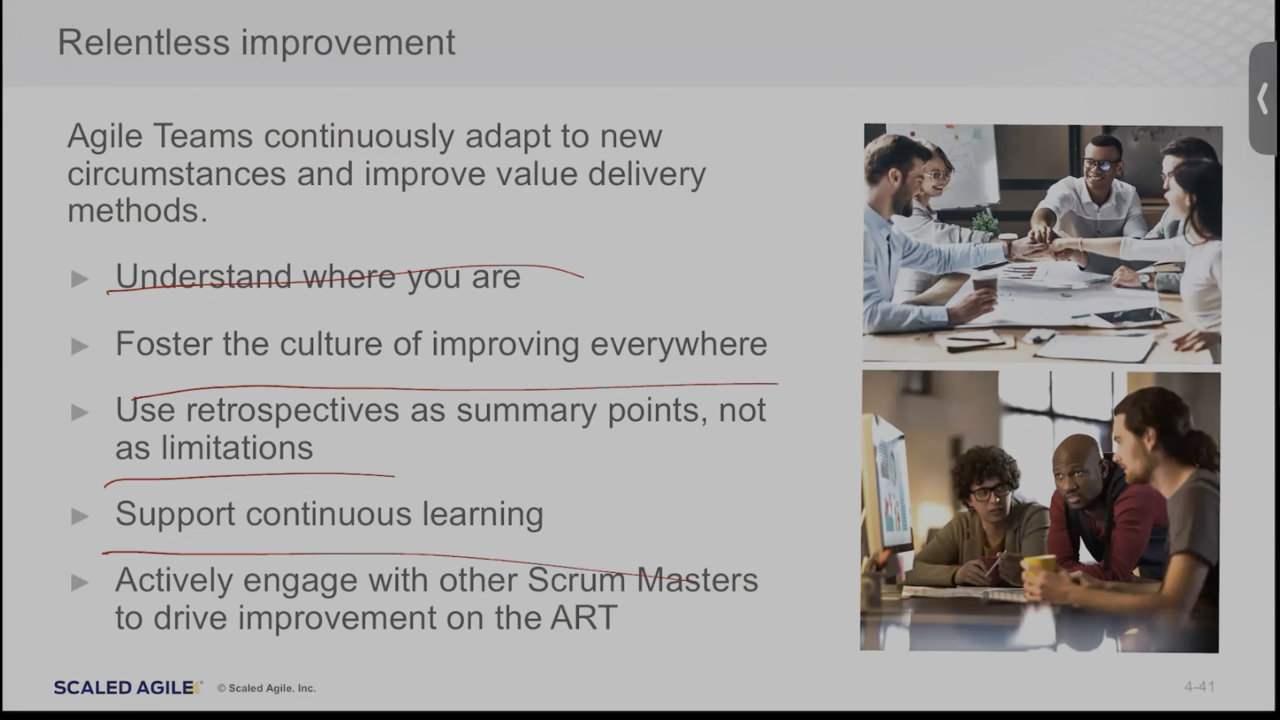 Relentless improvement
Agile Teams continuously adapt to new
circumstances and improve value delivery
methods.
► Understand where you are
► Foster the culture of improving everywhere
► Use retrospectives as summary points, not
as limitations
► Support continuous learning
► Actively engage with other Scrum Masters
to drive improvement on the ART
SCALED AGILE © Scaled Agile. Inc.
4-41